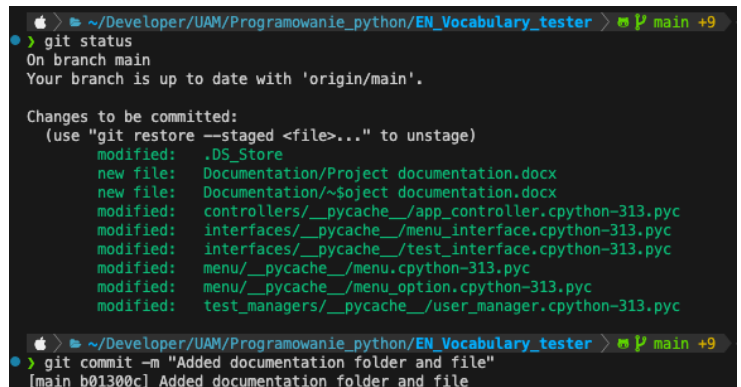 ~/Developer/UAM/Programowanie_python/EN_Vocabulary_tester main +9
❯ git status
On branch main
Your branch is up to date with 'origin/main'.
Changes to be committed:
(use "git restore --staged <file>..." to unstage)
modified: .DS_Store
new file: Documentation/Project documentation.docx
new file: Documentation/~$oject documentation.docx
modified: controllers/__pycache__/app_controller.cpython-313.pyc
modified: interfaces/__pycache__/menu_interface.cpython-313.pyc
modified: interfaces/__pycache__/test_interface.cpython-313.pyc
modified: menu/__pycache__/menu.cpython-313.pyc
modified: menu/__pycache__/menu_option.cpython-313.pyc
modified: test_managers/__pycache__/user_manager.cpython-313.pyc
~/Developer/UAM/Programowanie_python/EN_Vocabulary_tester main +9
❯ git commit -m "Added documentation folder and file"
[main b01300c] Added documentation folder and file